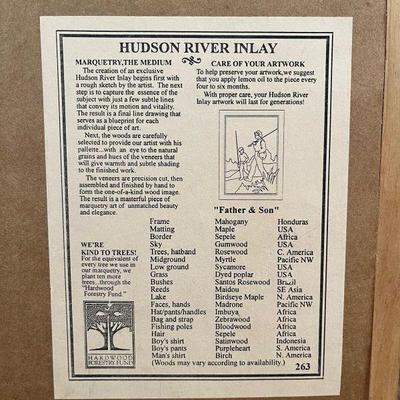 HUDSON RIVER INLAY
MARQUETRY,THE MEDIUM
The creation of an exclusive
Hudson River Inlay begins first with
a rough sketch by the artist. The next
step is to capture the essence of the
subject with just a few subtle lines
that convey its motion and vitality.
The result is a final line drawing that
serves as a blueprint for each
individual piece of art.
Next, the woods are carefully
selected to provide our artist with his
pallette...with an eye to the natural
grains and hues of the veneers that
will give warmth and subtle shading
to the finished work.
The veneers are precision cut, then
assembled and finished by hand to
form the one-of-a-kind wood image.
The result is a masterful piece of
marquetry art of unmatched beauty
and elegance.
CARE OF YOUR ARTWORK
To help preserve your artwork,we suggest
that you apply lemon oil to the piece every
four to six months.
With proper care, your Hudson River
Inlay artwork will last for generations!
"Father & Son"
Frame Mahogany Honduras
Matting Maple USA
Border Sepele Africa
Sky Gumwood USA
Trees, hatband Rosewood C. America
Midground Myrtle Pacific NW
Low ground Sycamore USA
Grass Dyed poplar USA
Bushes Santos Rosewood Brazil
Reeds Maidou SE Asia
Lake Birdseye Maple N. America
Faces, hands Madrone Pacific NW
Hat/pants/handles Imbuya Africa
Bag and strap Zebrawood Africa
Fishing poles Bloodwood Africa
Hair Sepele Africa
Boy's shirt Satinwood Indonesia
Boy's pants Purpleheart S. America
Man's shirt Birch N. America
(Woods may vary according to availability.)
263
WE'RE
KIND TO TREES!
For the equivalent of
every tree we use in
our marquetry, we
plant ten more
trees...through the
"Hardwood
Forestry Fund."
HARDWOOD
FORESTRY FUND